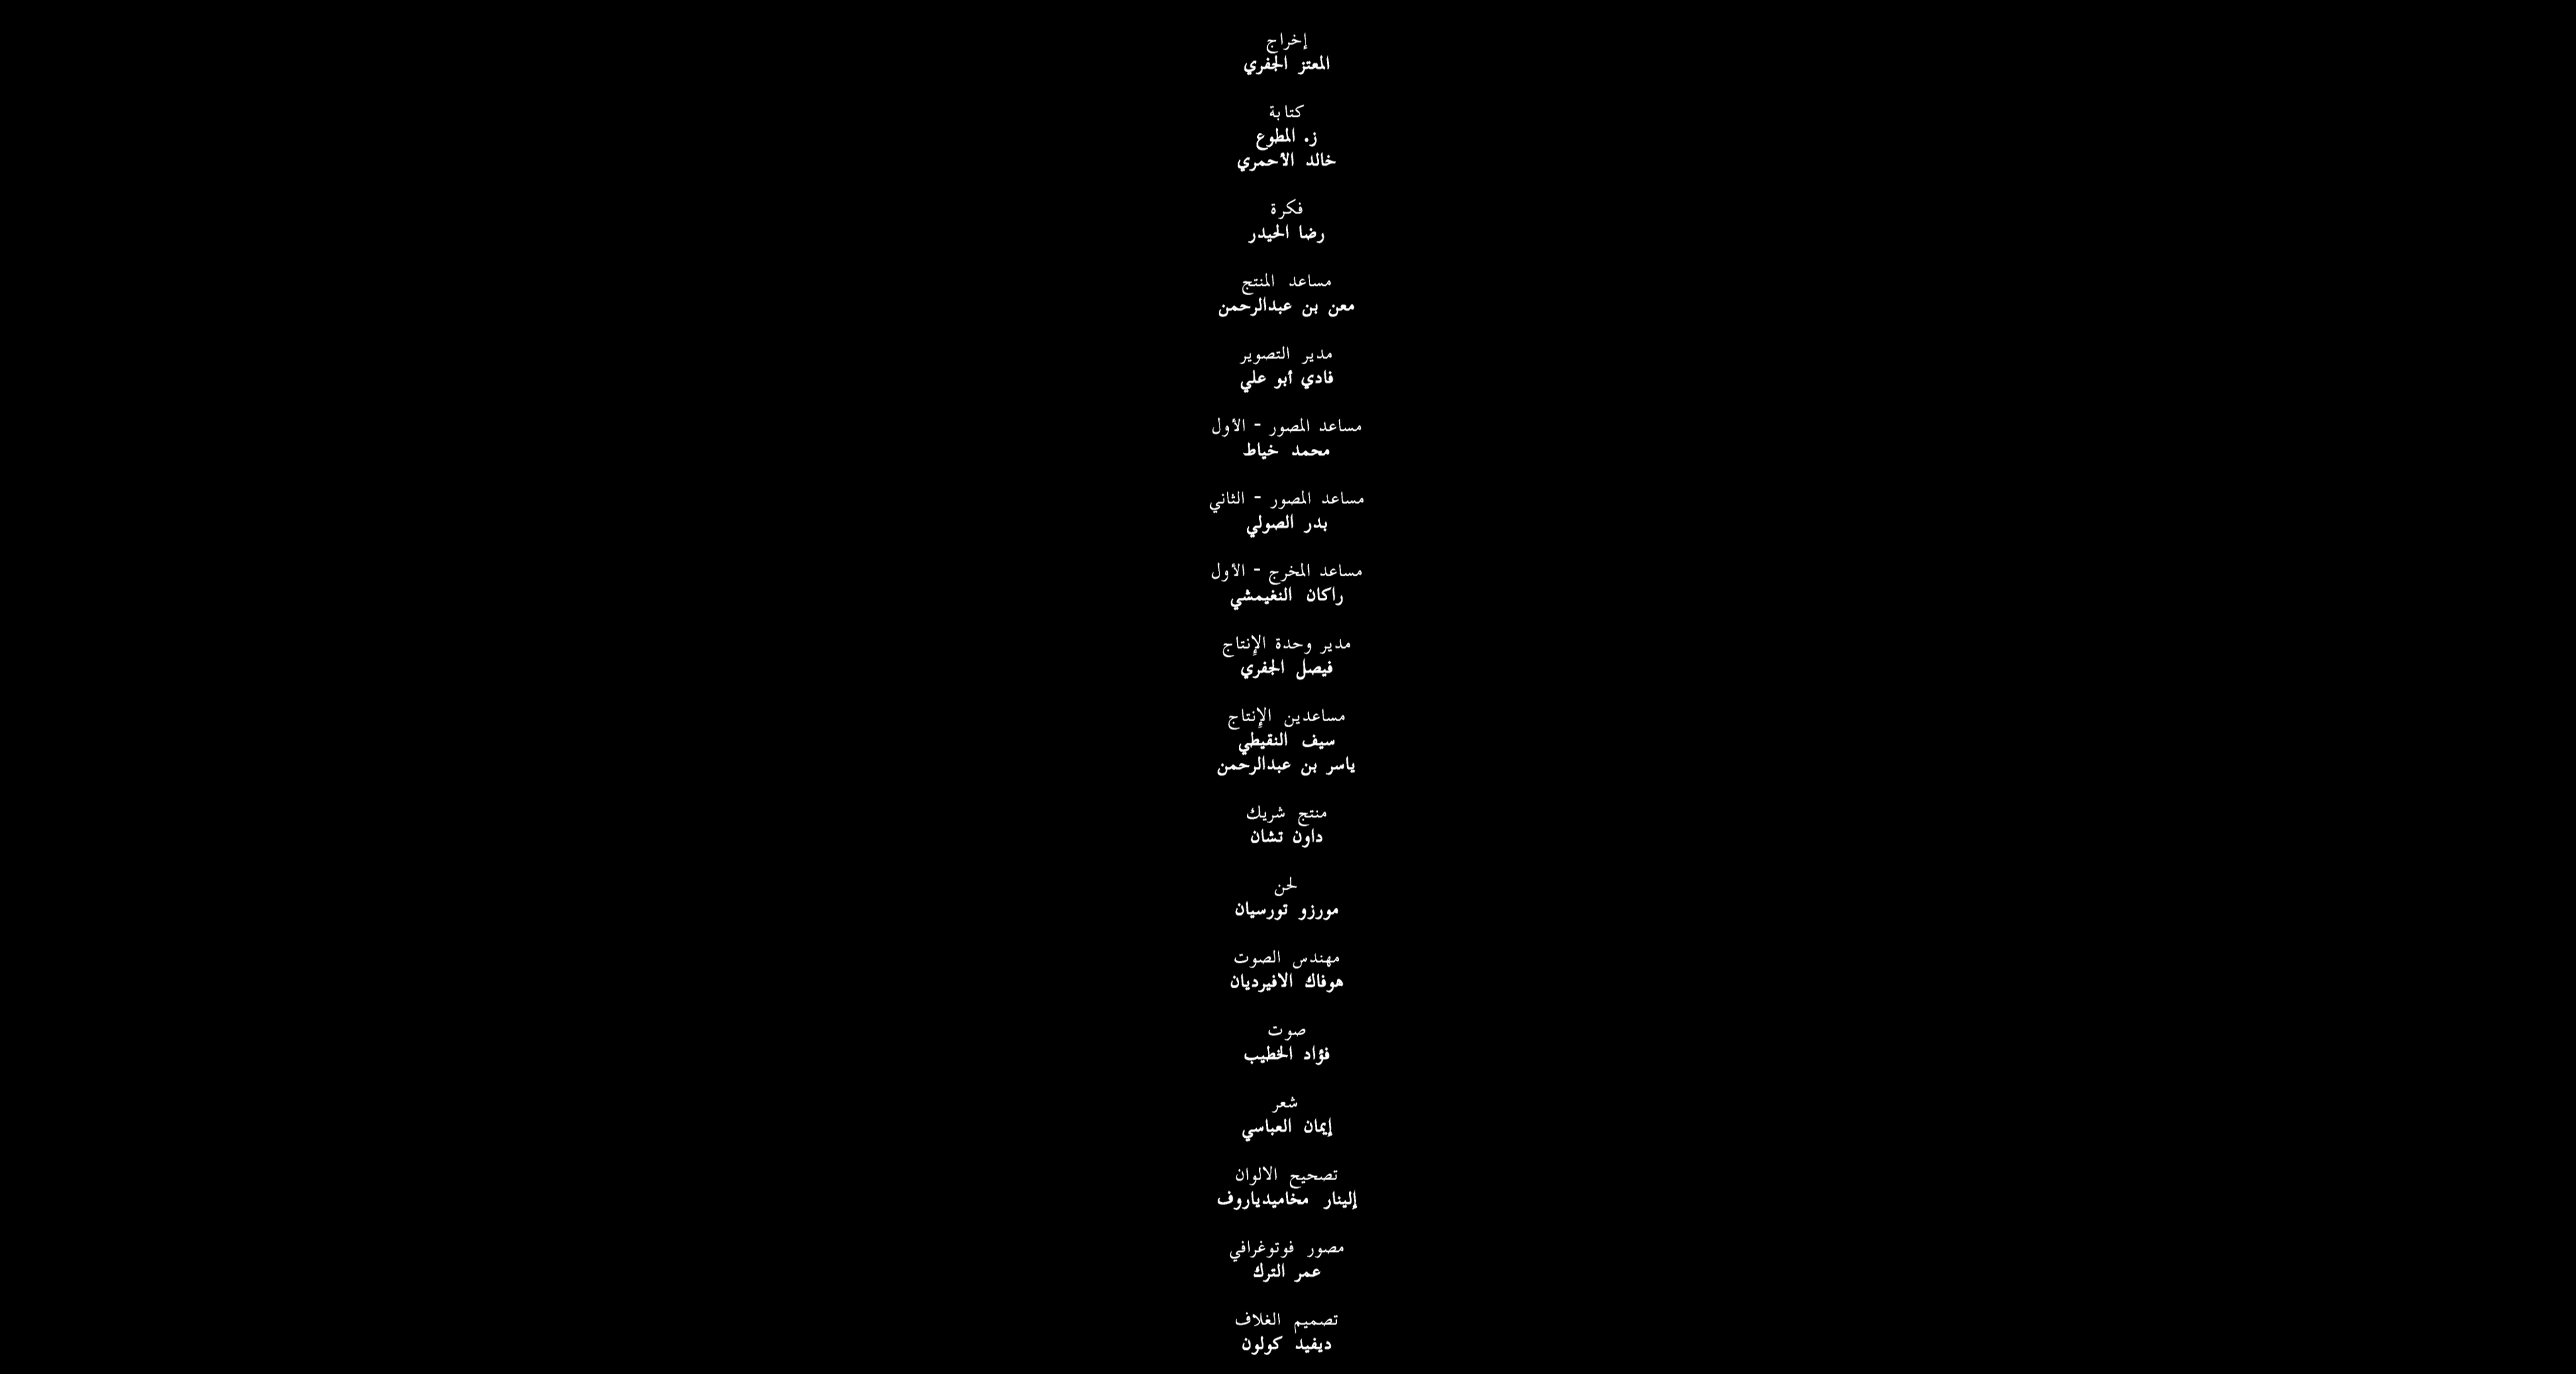 إخراج
المعتز الجفري
كتابة
ز. المطوع
خالد الأحمري
فكرة
رضا الحيدر
مساعد المنتج
معن بن عبدالرحمن
مدير التصوير
فادي أبو علي
مساعد المصور - الأول
محمد خياط
مساعد المصور - الثاني
بدر الصولي
مساعد المخرج - الأول
راكان النغيمشي
مدير وحدة الإنتاج
فيصل الجفري
مساعدين الإنتاج
سيف النقيطي
ياسر بن عبدالرحمن
منتج شريك
داون تشان
لحن
مورزو تورسيان
مهندس الصوت
هوفاك الافيرديان
صوت
فؤاد الخطيب
شعر
إيمان العباسي
تصحيح الالوان
إلينار مخاميدياروف
مصور فوتوغرافي
عمر الترك
تصميم الغلاف
ديفيد كولون